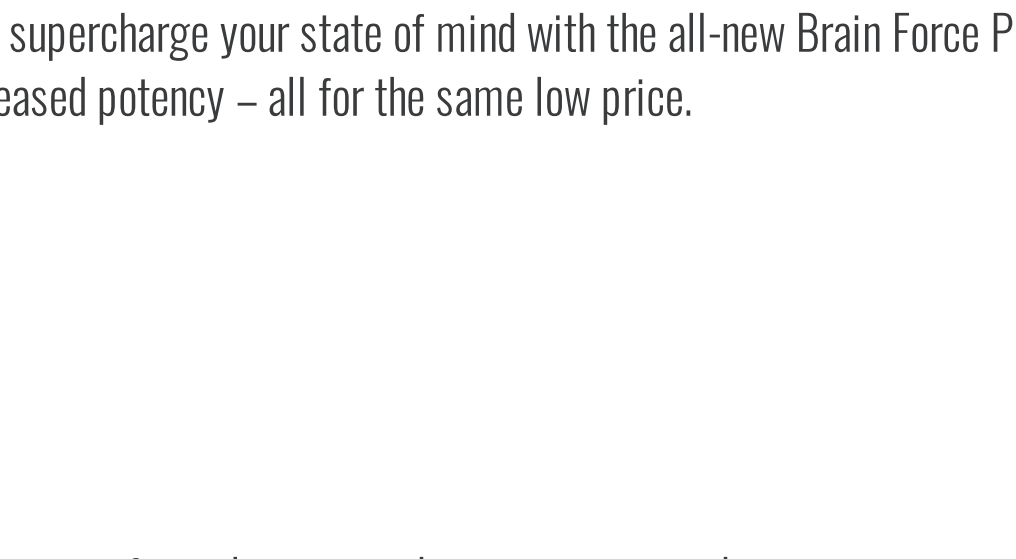 supercharge your state of mind with the all-new Brain Force P
eased potency – all for the same low price.